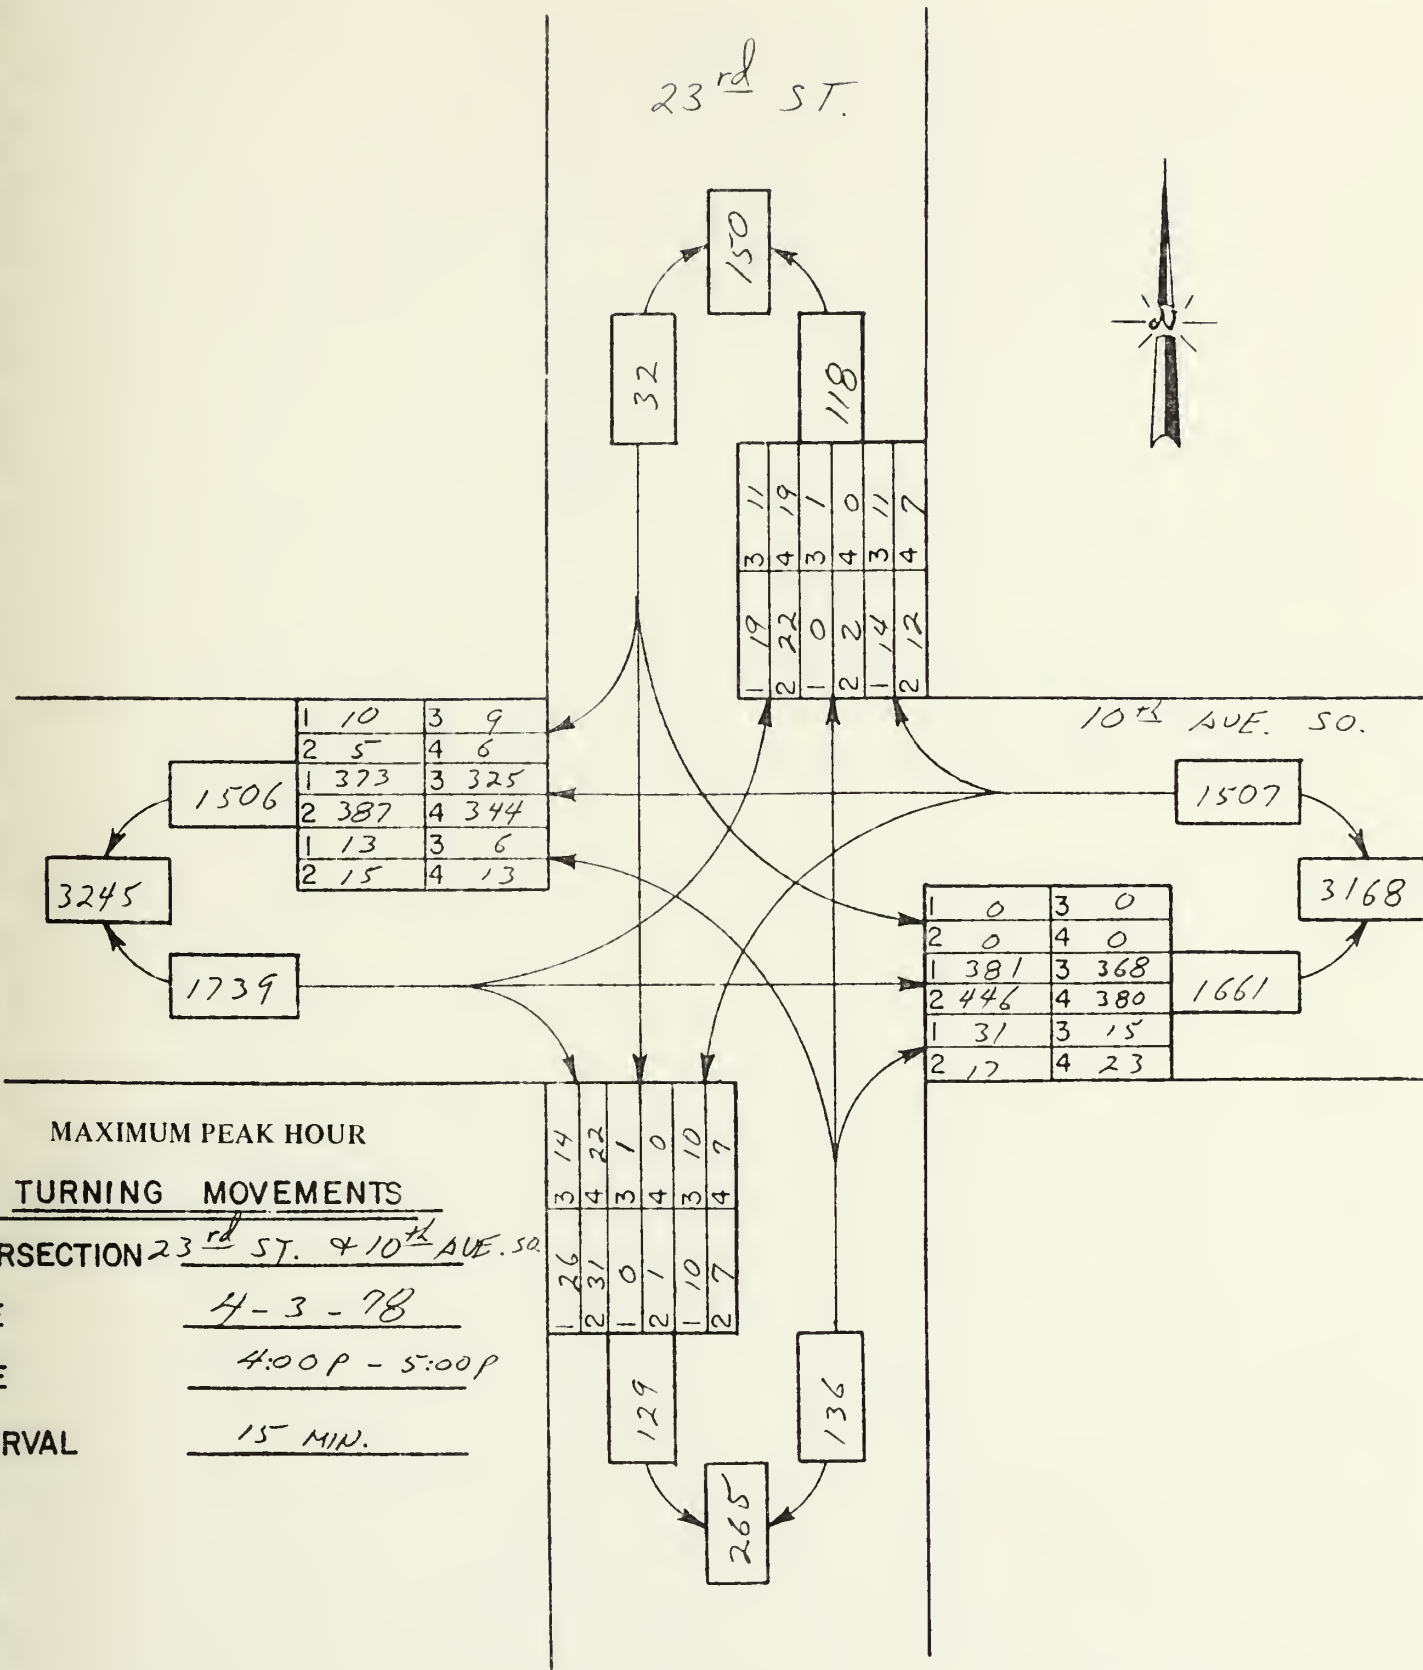 23rd ST.
150
32
118
3 11
4 19
3 1
4 0
3 11
4 7
1 19
2 22
1 0
2 2
1 14
2 12
N
10th AVE. SO.
1 10 3 9
2 5 4 6
1 373 3 325
2 387 4 344
1 13 3 6
2 15 4 13
1506
3245
1739
1507
3168
1661
1 0 3 0
2 0 4 0
1 381 3 368
2 446 4 380
1 31 3 15
2 17 4 23
3 14
4 22
3 1
4 0
3 10
4 7
1 26
2 31
1 0
2 1
1 10
2 7
129
136
265
MAXIMUM PEAK HOUR
TURNING MOVEMENTS
RSECTION 23rd ST. & 10th AVE. SO.
E 4-3-78
E 4:00P - 5:00P
RVAL 15 MIN.